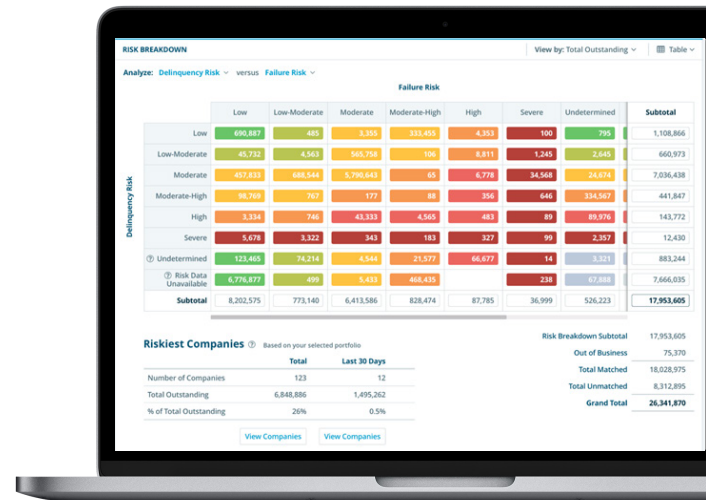 RISK BREAKDOWN View by: Total Outstanding Table
Analyze: Delinquency Risk versus Failure Risk
Failure Risk
Low Low-Moderate Moderate Moderate-High High Severe Undetermined Subtotal
Delinquency Risk
Low 690,887 485 3,355 333,455 4,353 100 795 1,108,866
Low-Moderate 45,732 4,563 565,758 106 8,811 1,245 2,645 660,973
Moderate 457,833 688,544 5,790,643 65 6,778 34,568 24,674 7,036,438
Moderate-High 98,769 767 177 88 356 646 334,567 441,847
High 3,334 746 43,333 4,565 483 89 89,976 143,772
Severe 5,678 3,322 343 183 327 99 2,357 12,430
? Undetermined 123,465 74,214 4,544 21,577 66,677 14 3,321 883,244
? Risk Data
Unavailable 6,776,877 499 5,433 468,435 238 67,888 7,666,035
Subtotal 8,202,575 773,140 6,413,586 828,474 87,785 36,999 526,223 17,953,605
Riskiest Companies ? Based on your selected portfolio
Total Last 30 Days
Number of Companies 123 12
Total Outstanding 6,848,886 1,495,262
% of Total Outstanding 26% 0.5%
View Companies View Companies
Risk Breakdown Subtotal 17,953,605
Out of Business 75,370
Total Matched 18,028,975
Total Unmatched 8,312,895
Grand Total 26,341,870